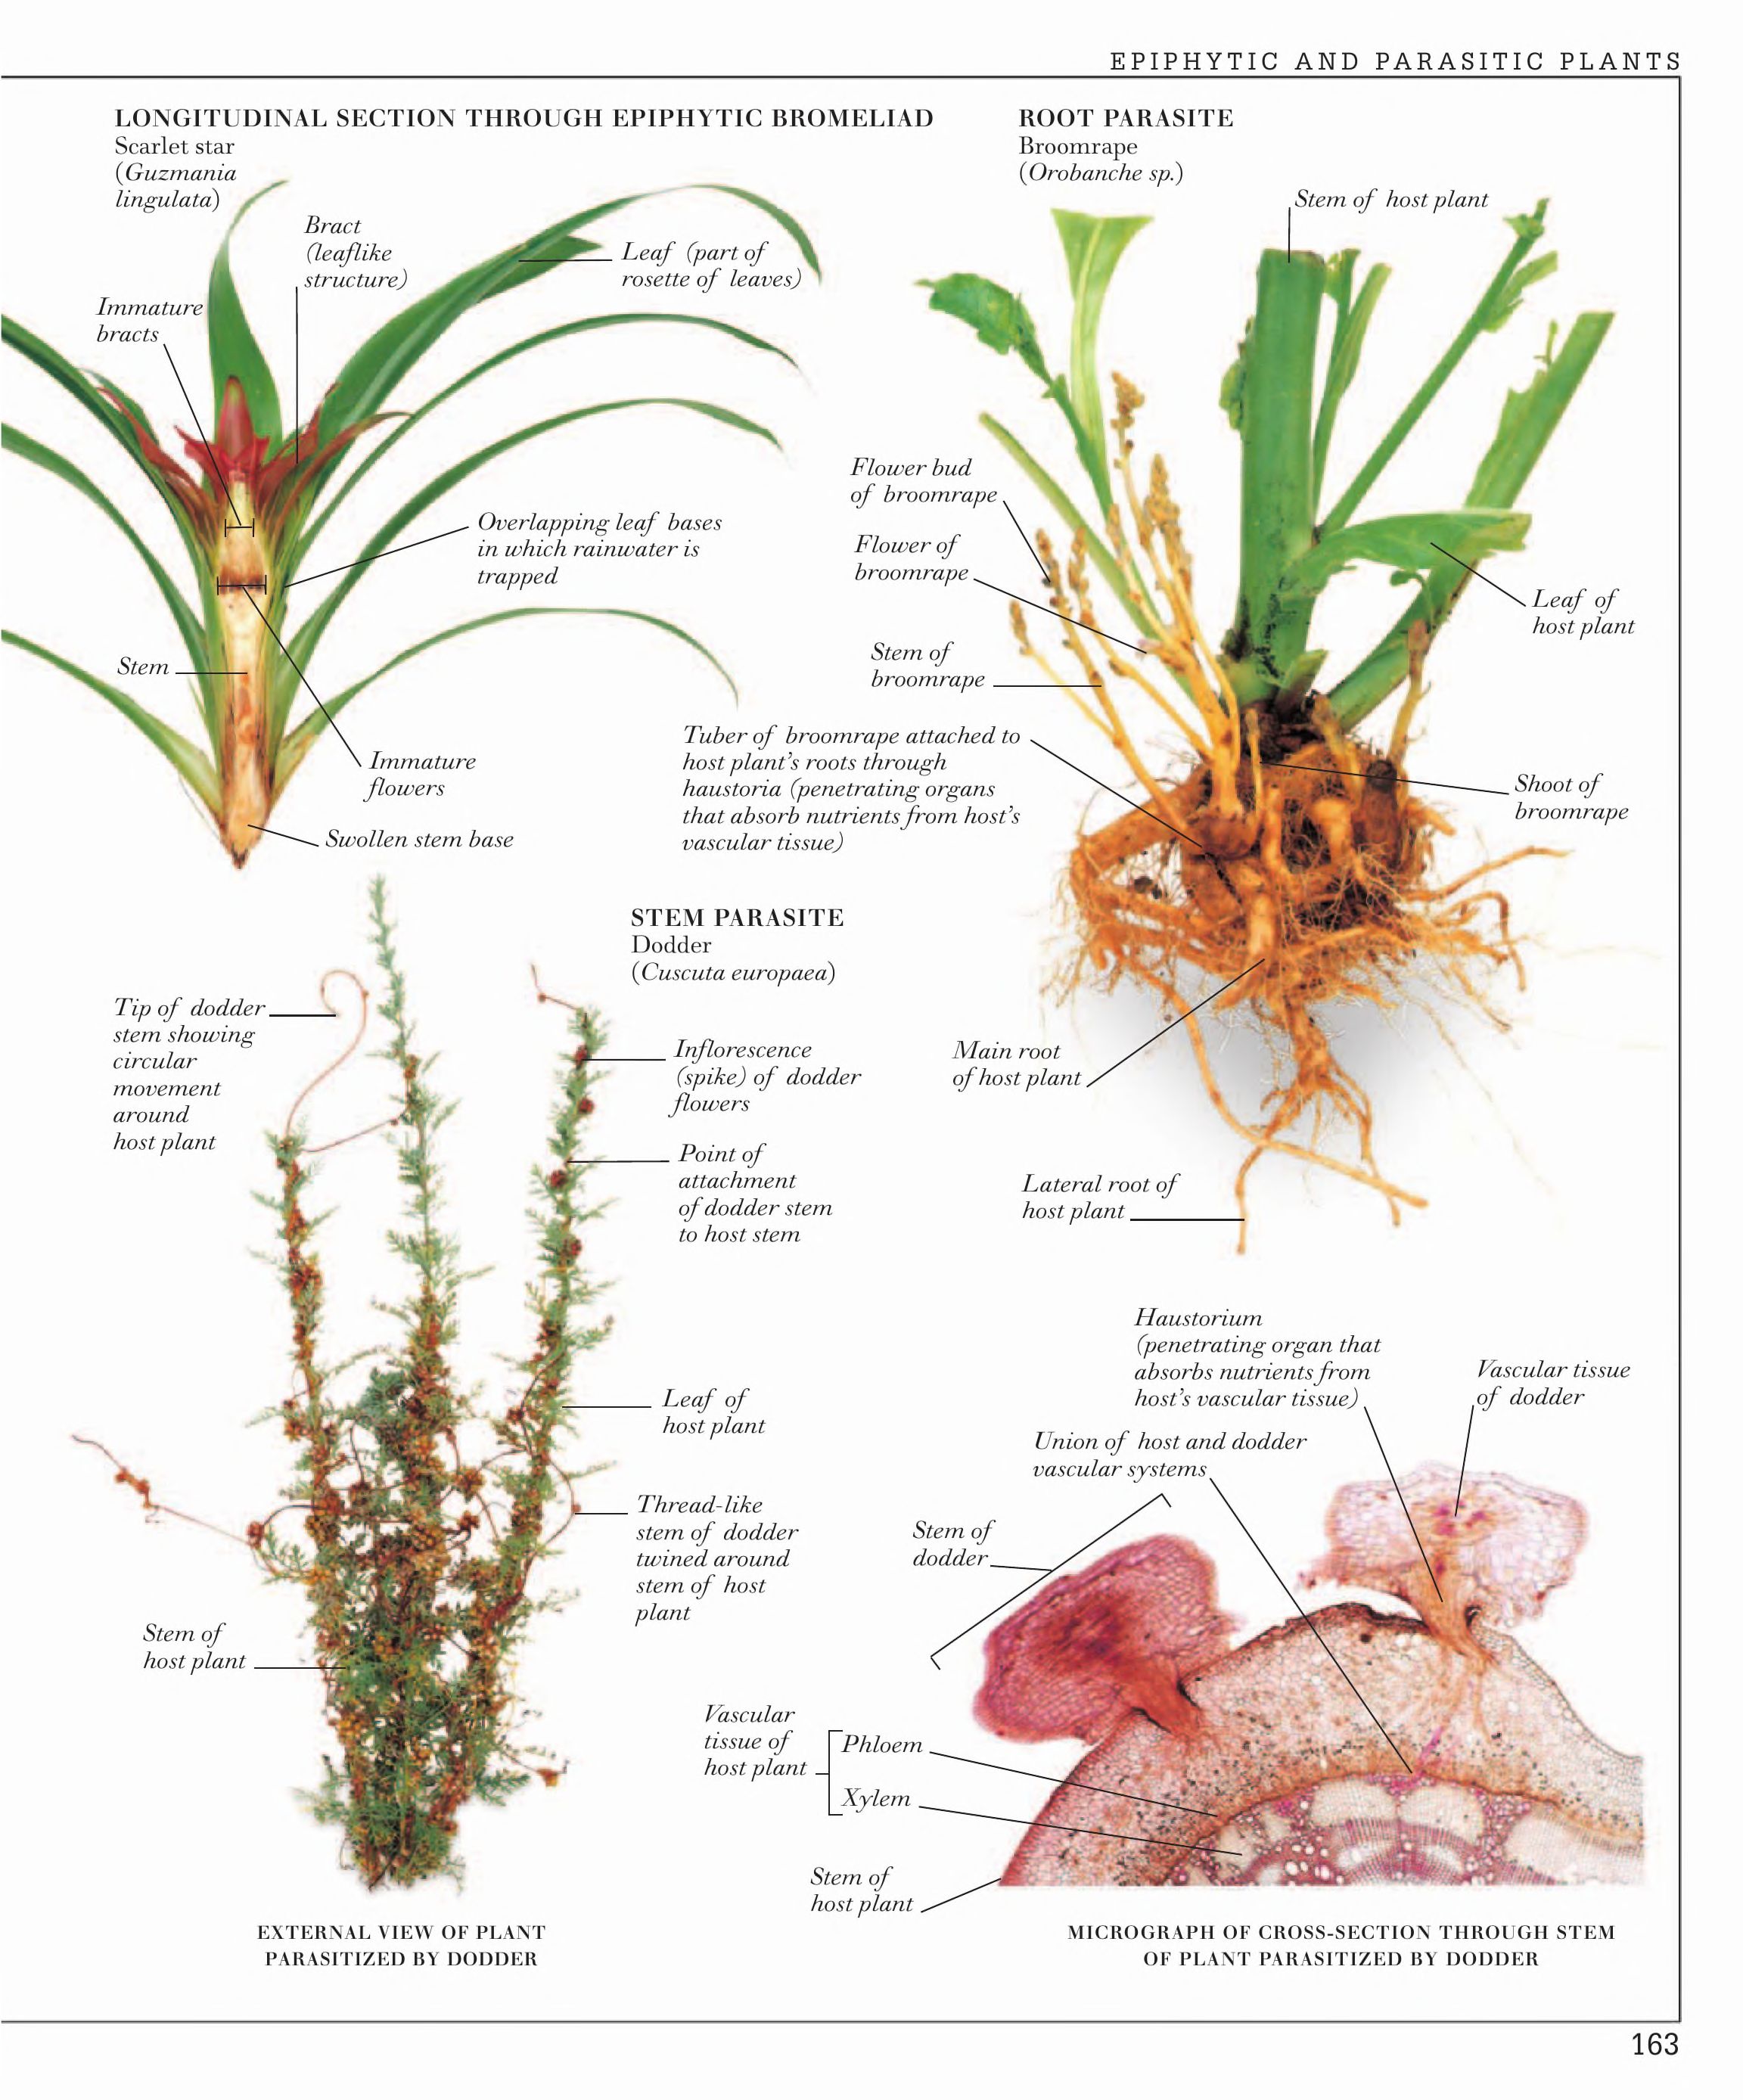 EPIPHYTIC AND PARASITIC PLANTS
LONGITUDINAL SECTION THROUGH EPIPHYTIC BROMELIAD
Scarlet star
(Guzmania
lingulata)
Bract
(leaflike
structure)
Leaf (part of
rosette of leaves)
Immature
bracts
Overlapping leaf bases
in which rainwater is
trapped
Stem
Immature
flowers
Swollen stem base
ROOT PARASITE
Broomrape
(Orobanche sp.)
Stem of host plant
Flower bud
of broomrape
Flower of
broomrape
Leaf of
host plant
Stem of
broomrape
Tuber of broomrape attached to
host plant's roots through
haustoria (penetrating organs
that absorb nutrients from host's
vascular tissue)
Shoot of
broomrape
Main root
of host plant
Lateral root of
host plant
STEM PARASITE
Dodder
(Cuscuta europaea)
Tip of dodder
stem showing
circular
movement
around
host plant
Inflorescence
(spike) of dodder
flowers
Point of
attachment
of dodder stem
to host stem
Leaf of
host plant
Thread-like
stem of dodder
twined around
stem of host
plant
Stem of
host plant
EXTERNAL VIEW OF PLANT
PARASITIZED BY DODDER
Haustorium
(penetrating organ that
absorbs nutrients from
host's vascular tissue)
Vascular tissue
of dodder
Union of host and dodder
vascular systems
Stem of
dodder
Vascular
tissue of
host plant
Phloem
Xylem
Stem of
host plant
MICROGRAPH OF CROSS-SECTION THROUGH STEM
OF PLANT PARASITIZED BY DODDER
163